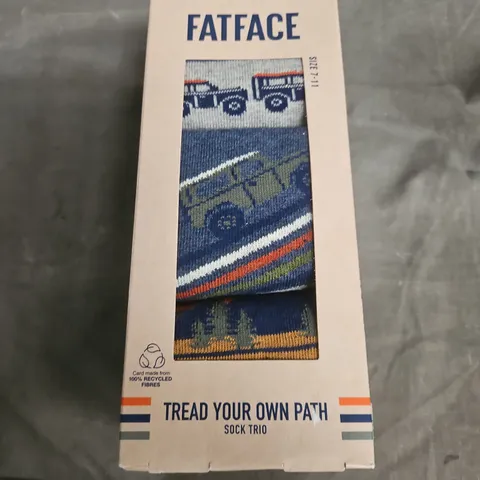 FATFACE
SIZE 7-11
Card made from
100% RECYCLED
FIBRES
TREAD YOUR OWN PATH
SOCK TRIO